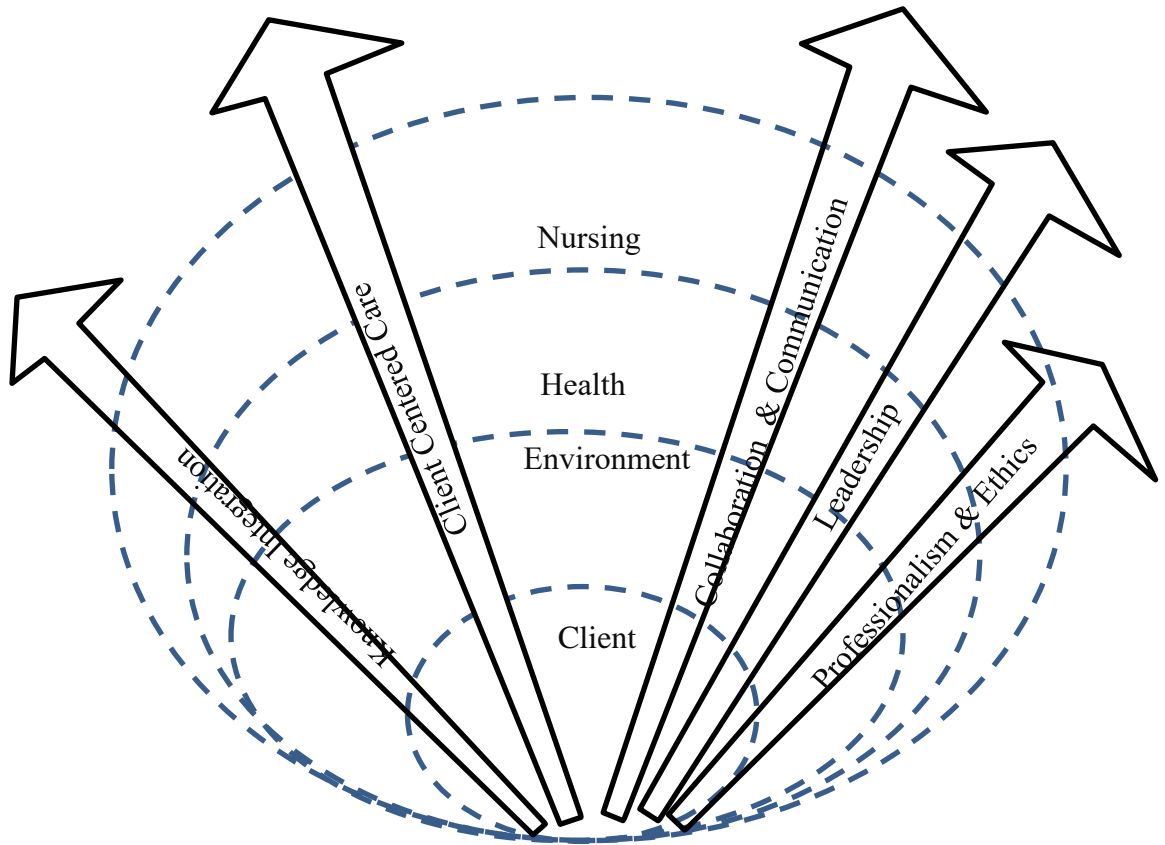 Nursing
Health
Environment
Client
Knowledge Integration
Client Centered Care
Collaboration & Communication
Leadership
Professionalism & Ethics